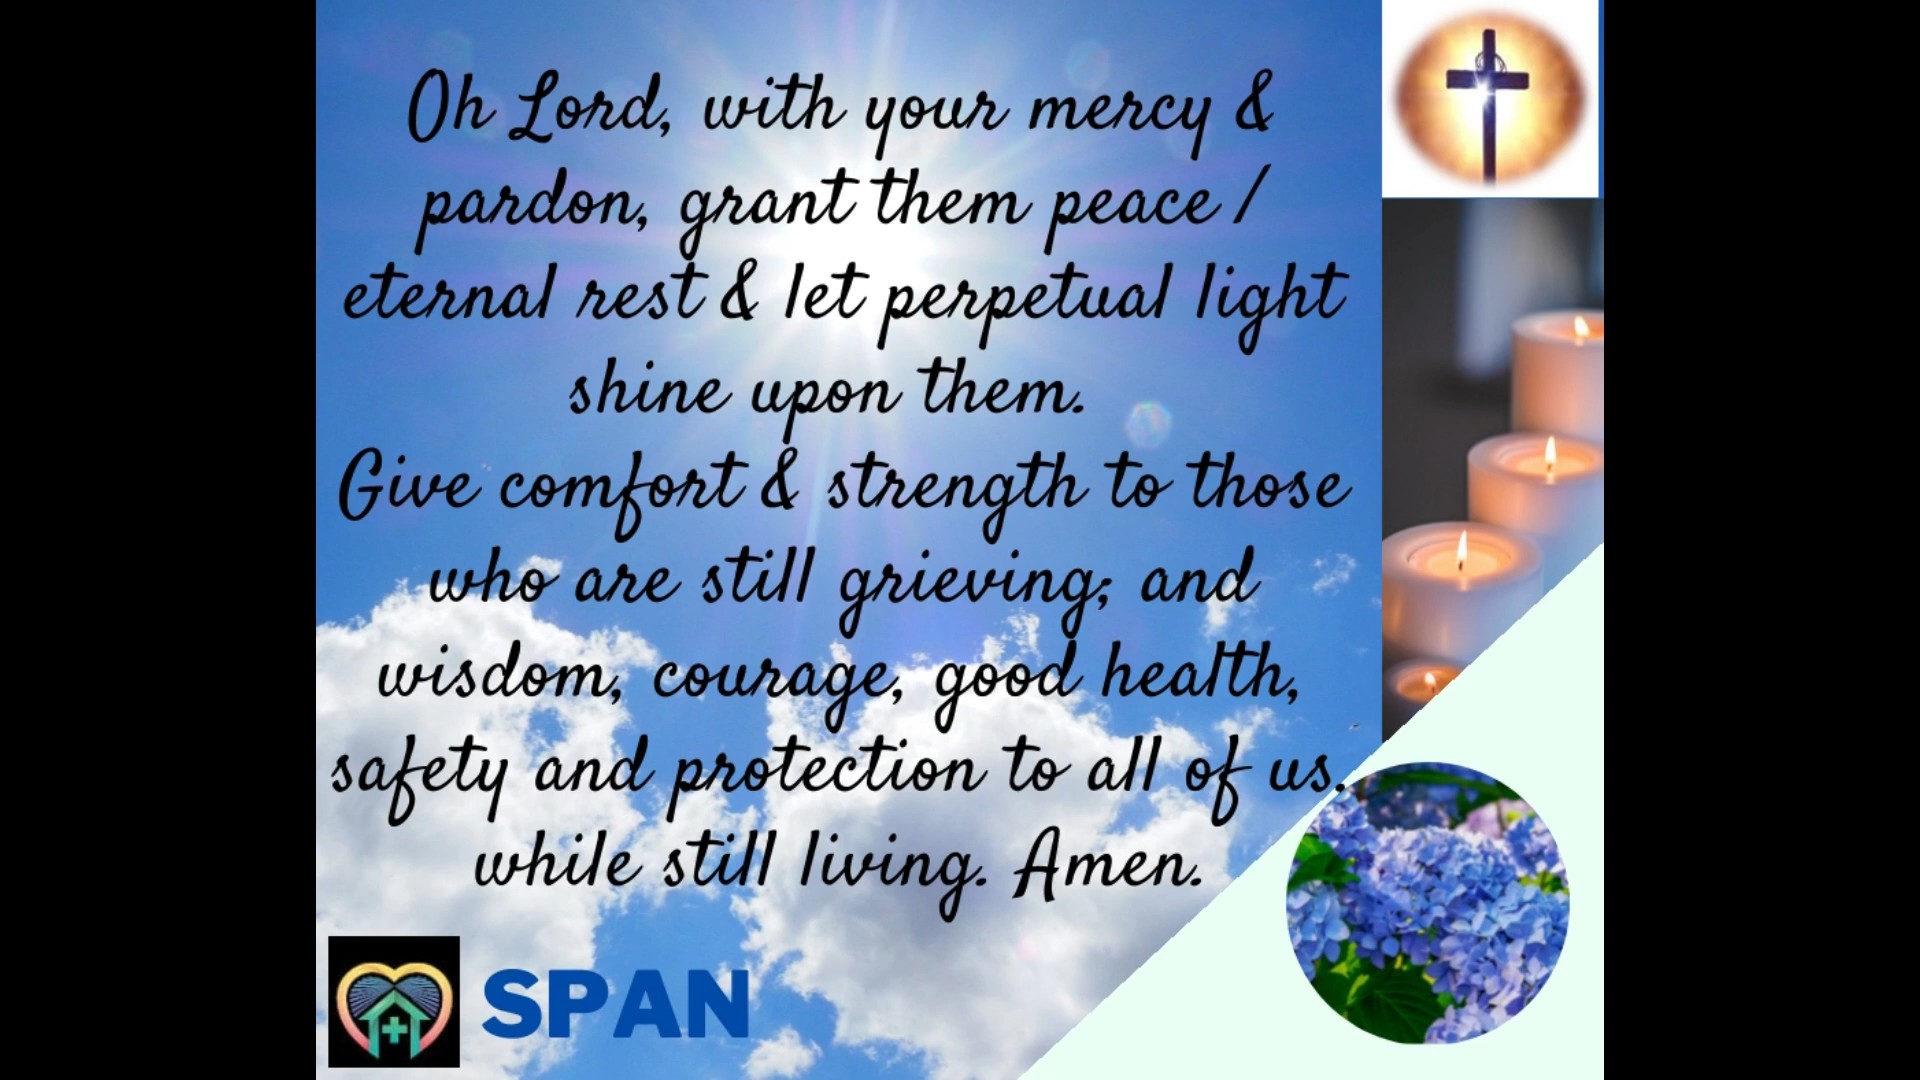 Oh Lord, with your mercy &
pardon, grant them peace /
eternal rest & let perpetual light
shine upon them.
Give comfort & strength to those
who are still grieving; and
wisdom, courage, good health,
safety and protection to all of us.
while still living. Amen.
SPAN